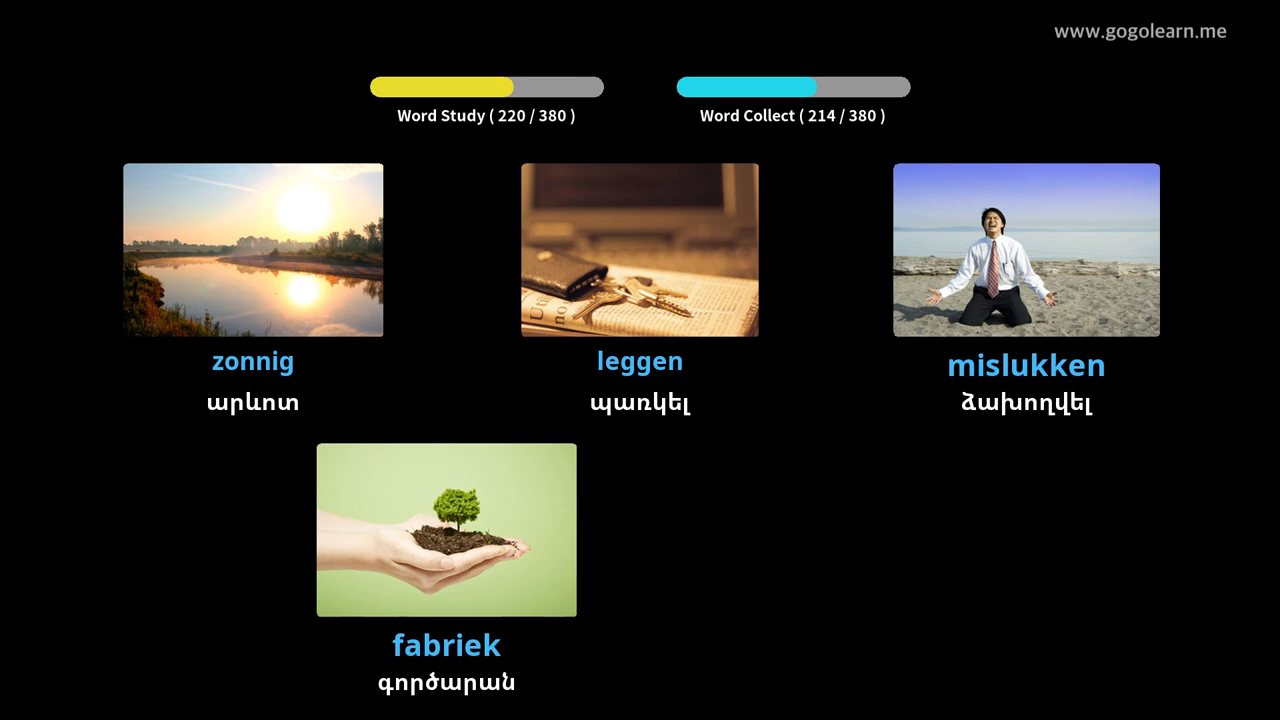 www.gogolearn.me
Word Study ( 220 / 380 )
Word Collect ( 214 / 380 )
zonnig
արևոտ
leggen
պառկել
mislukken
ձախողվել
fabriek
գործարան